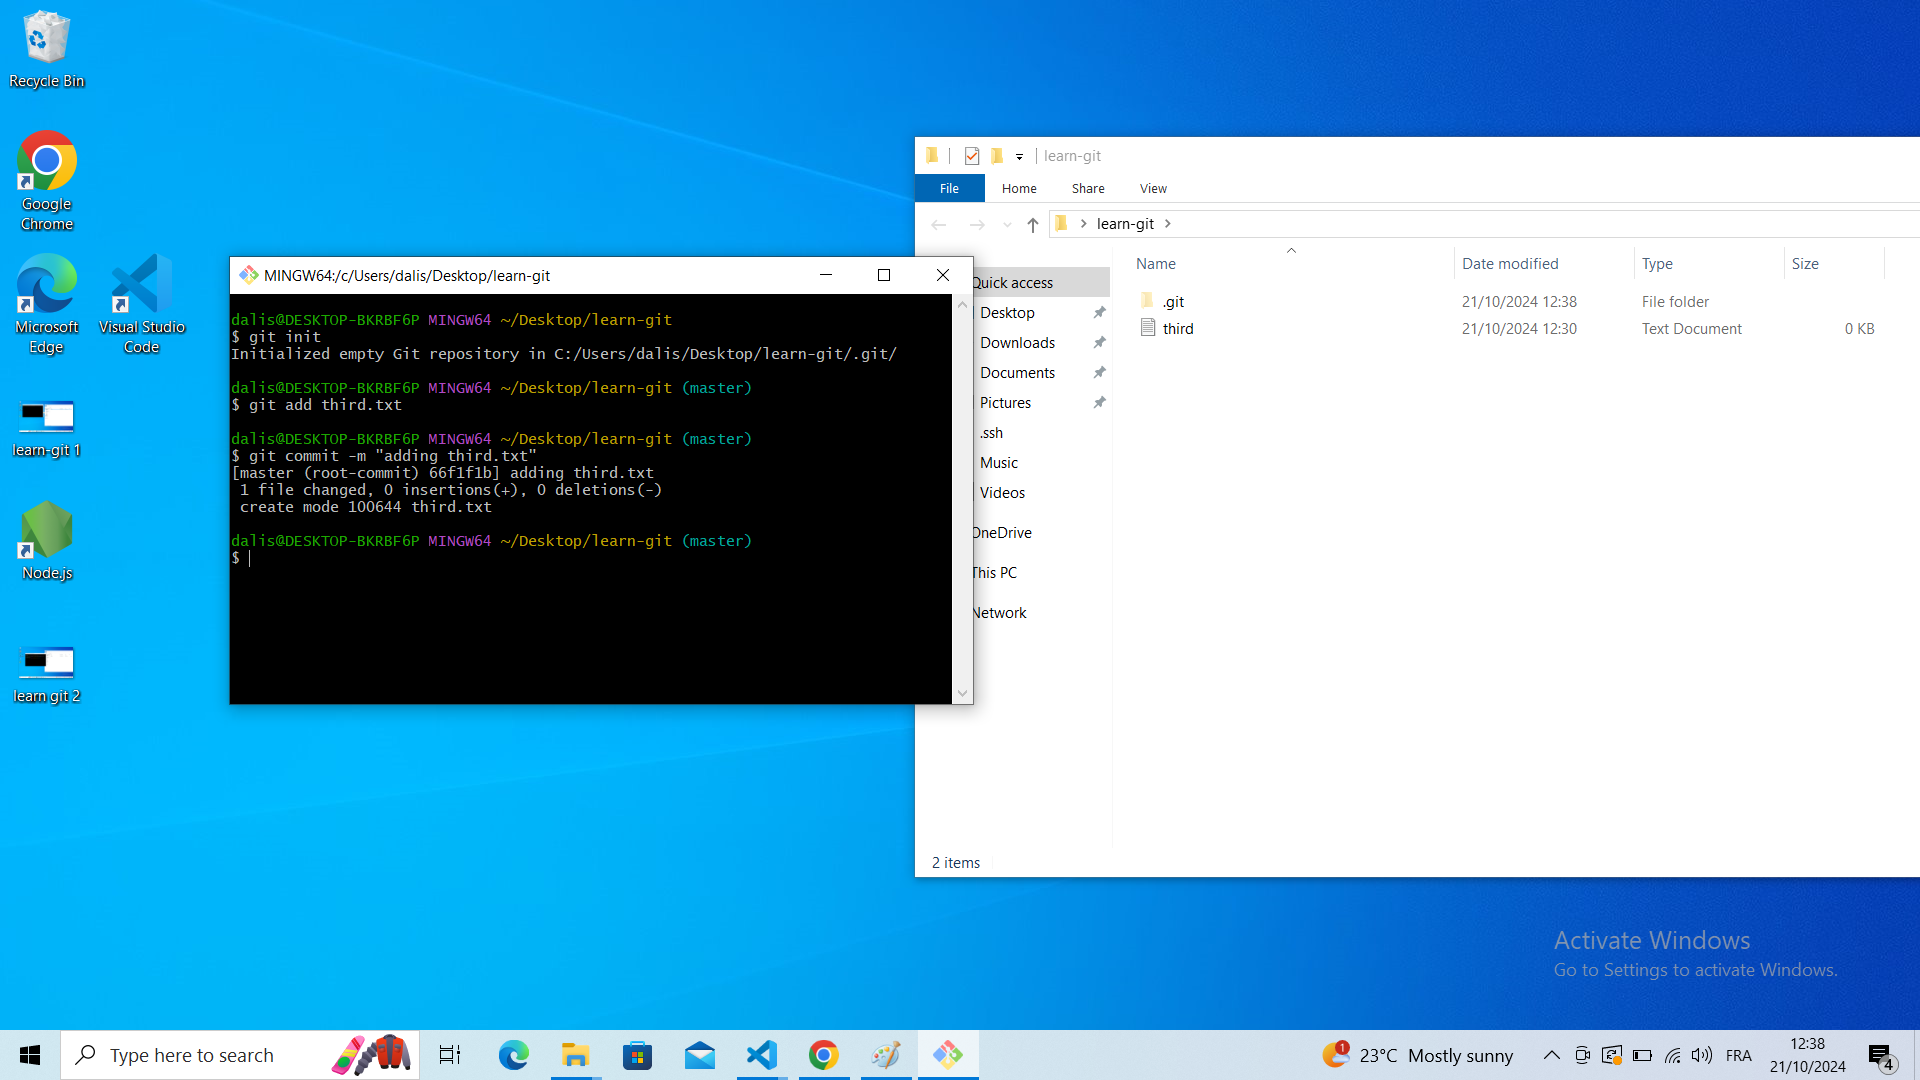 Recycle Bin
Google
Chrome
Microsoft
Edge
Visual Studio
Code
learn-git 1
Node.js
learn git 2
MINGW64:/c/Users/dalis/Desktop/learn-git
dalis@DESKTOP-BKRBF6P MINGW64 ~/Desktop/learn-git
$ git init
Initialized empty Git repository in C:/Users/dalis/Desktop/learn-git/.git/
dalis@DESKTOP-BKRBF6P MINGW64 ~/Desktop/learn-git (master)
$ git add third.txt
dalis@DESKTOP-BKRBF6P MINGW64 ~/Desktop/learn-git (master)
$ git commit -m "adding third.txt"
[master (root-commit) 66f1f1b] adding third.txt
1 file changed, 0 insertions(+), 0 deletions(-)
create mode 100644 third.txt
dalis@DESKTOP-BKRBF6P MINGW64 ~/Desktop/learn-git (master)
$
learn-git
File Home Share View
learn-git
Name Date modified Type Size
.git 21/10/2024 12:38 File folder
third 21/10/2024 12:30 Text Document 0 KB
Quick access
Desktop
Downloads
Documents
Pictures
.ssh
Music
Videos
OneDrive
This PC
Network
2 items
Activate Windows
Go to Settings to activate Windows.
Type here to search
1
23°C Mostly sunny
FRA
12:38
21/10/2024
4